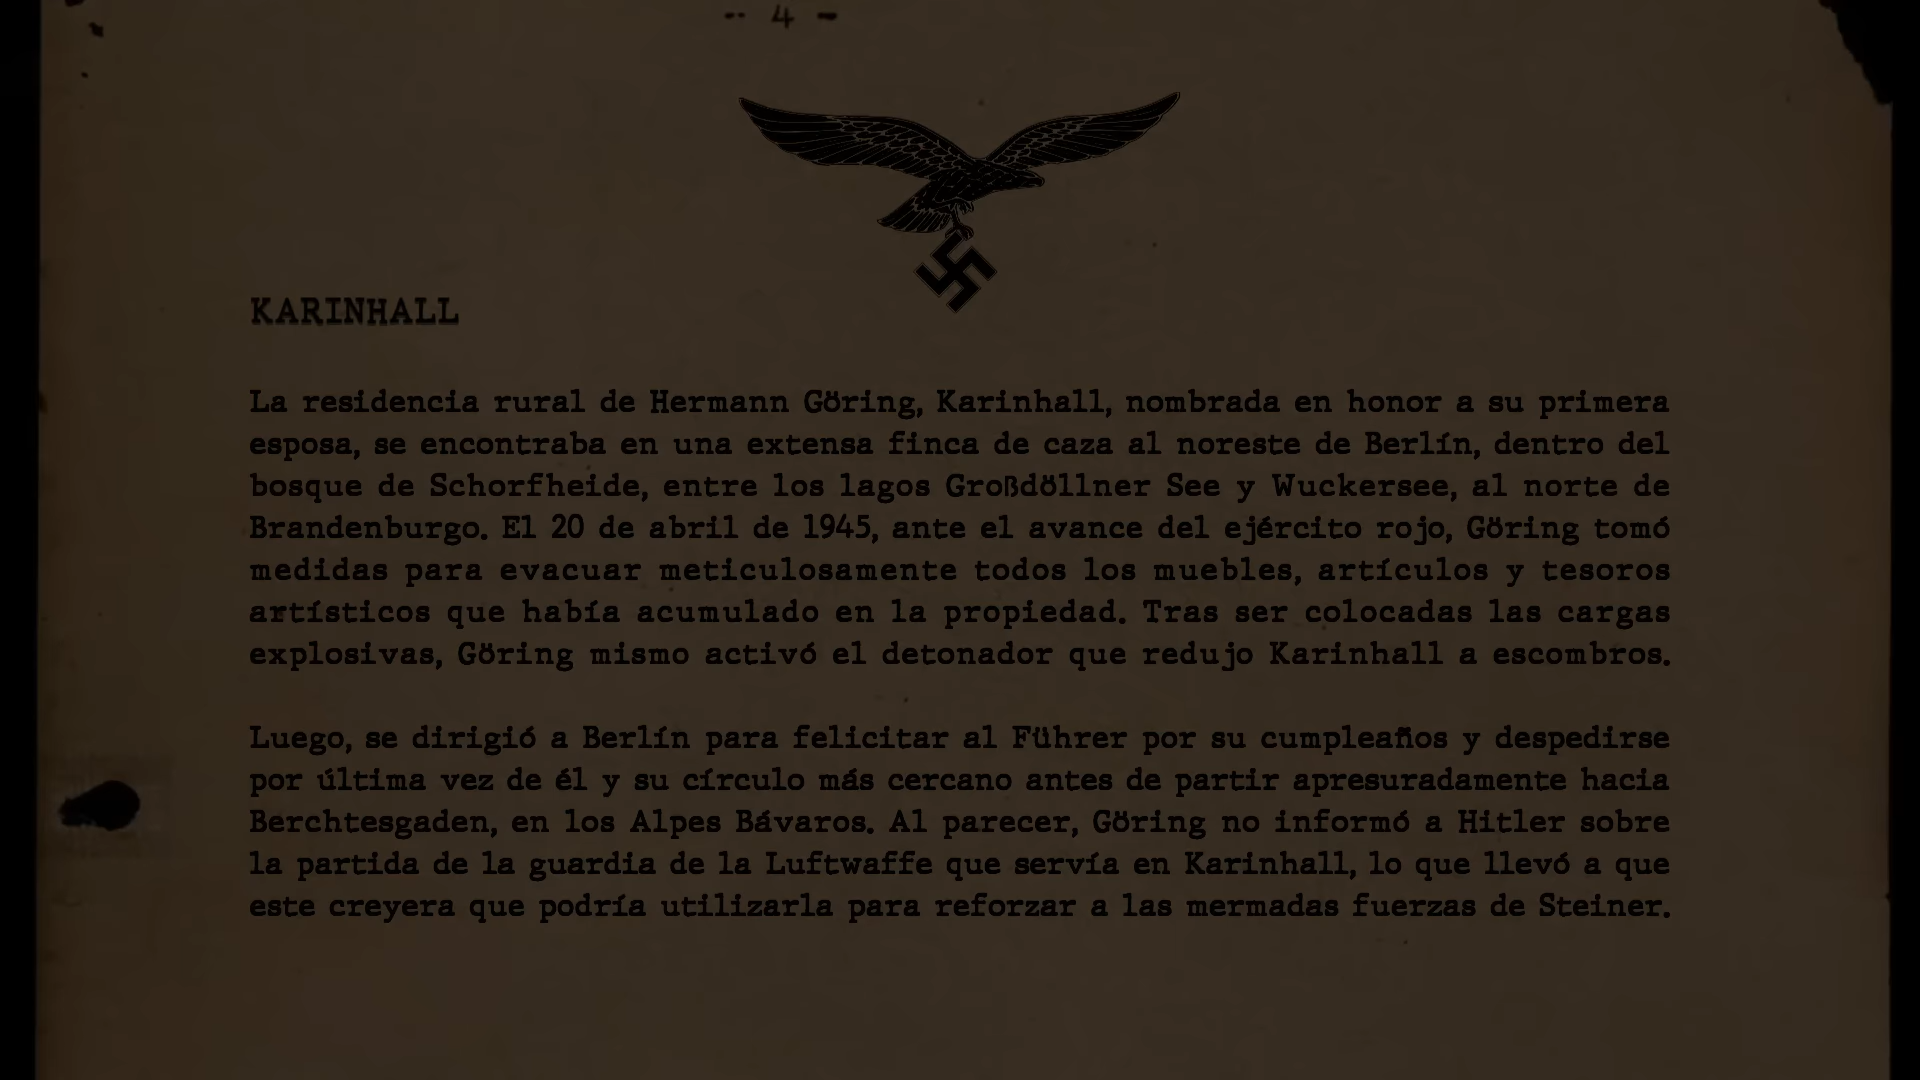 -- 4 --
KARINHALL
La residencia rural de Hermann Göring, Karinhall, nombrada en honor a su primera
esposa, se encontraba en una extensa finca de caza al noreste de Berlín, dentro del
bosque de Schorfheide, entre los lagos Großdöllner See y Wuckersee, al norte de
Brandenburgo. El 20 de abril de 1945, ante el avance del ejército rojo, Göring tomó
medidas para evacuar meticulosamente todos los muebles, artículos y tesoros
artísticos que había acumulado en la propiedad. Tras ser colocadas las cargas
explosivas, Göring mismo activó el detonador que redujo Karinhall a escombros.
Luego, se dirigió a Berlín para felicitar al Führer por su cumpleaños y despedirse
por última vez de él y su círculo más cercano antes de partir apresuradamente hacia
Berchtesgaden, en los Alpes Bávaros. Al parecer, Göring no informó a Hitler sobre
la partida de la guardia de la Luftwaffe que servía en Karinhall, lo que llevó a que
este creyera que podría utilizarla para reforzar a las mermadas fuerzas de Steiner.